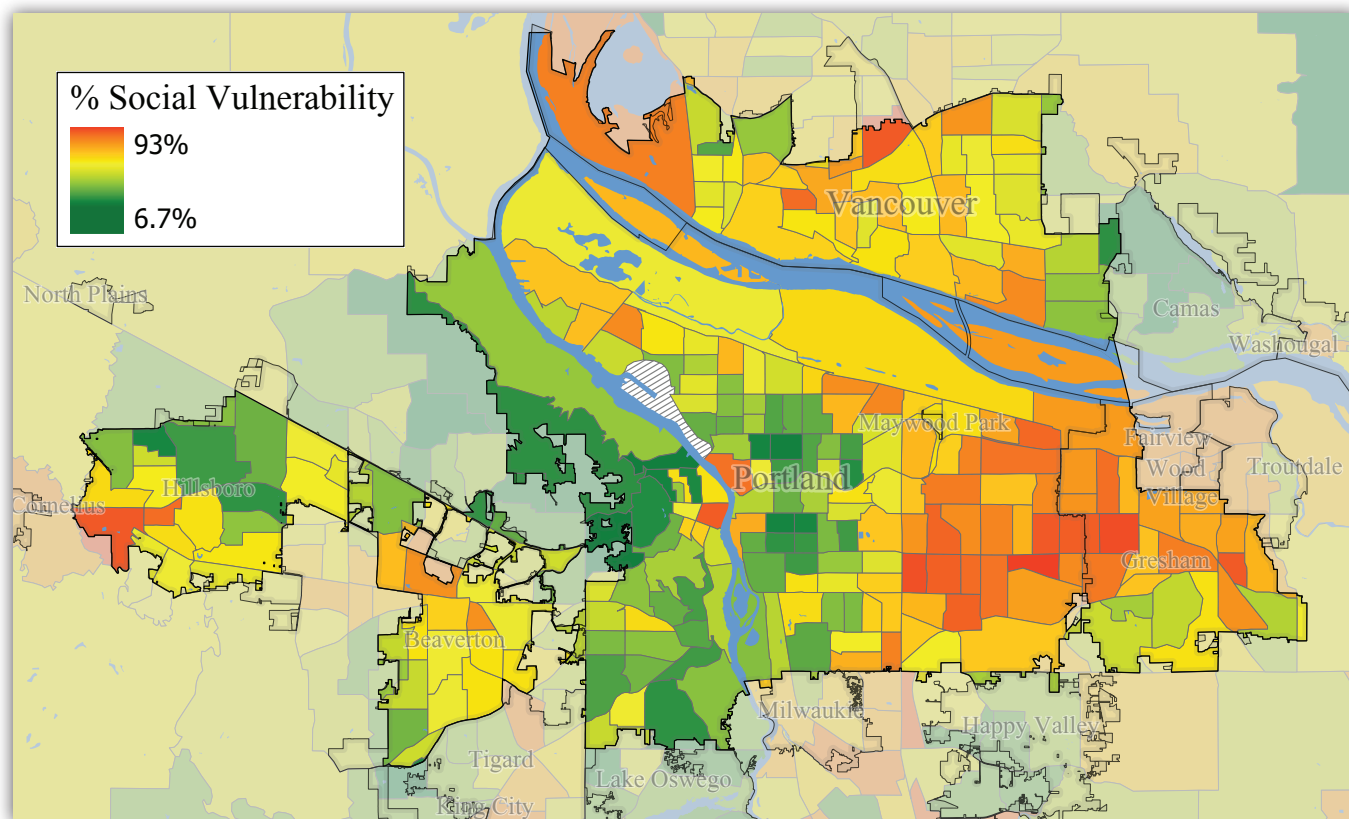 % Social Vulnerability
93%
6.7%
Vancouver
North Plains
Camas
Washougal
Maywood Park
Fairview
Wood
Village
Troutdale
Portland
Hillsboro
Cornelius
Gresham
Beaverton
Milwaukie
Happy Valley
Tigard
Lake Oswego
King City